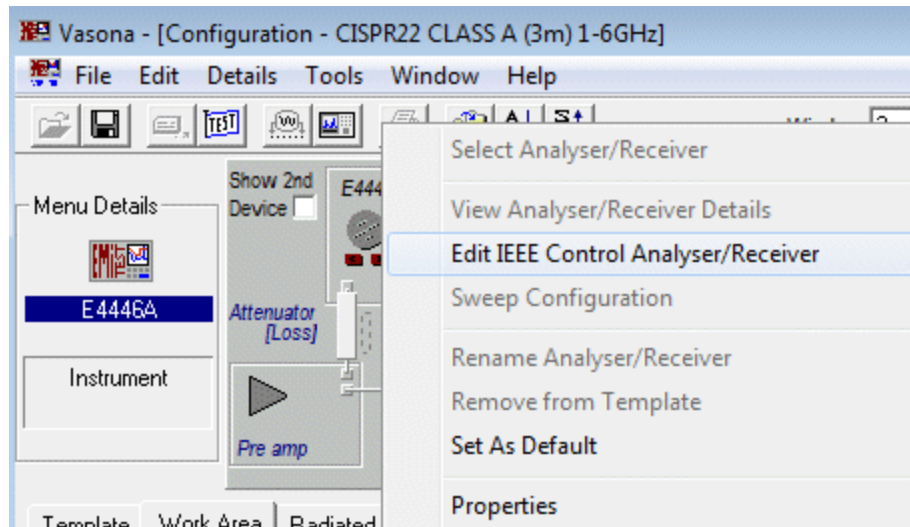 Vasona - [Configuration - CISPR22 CLASS A (3m) 1-6GHz]
File Edit Details Tools Window Help
TEST
Menu Details
E4446A
Instrument
Show 2nd
Device
E444
Attenuator
[Loss]
Pre amp
Select Analyser/Receiver
View Analyser/Receiver Details
Edit IEEE Control Analyser/Receiver
Sweep Configuration
Rename Analyser/Receiver
Remove from Template
Set As Default
Properties
Template Work Area Radiated